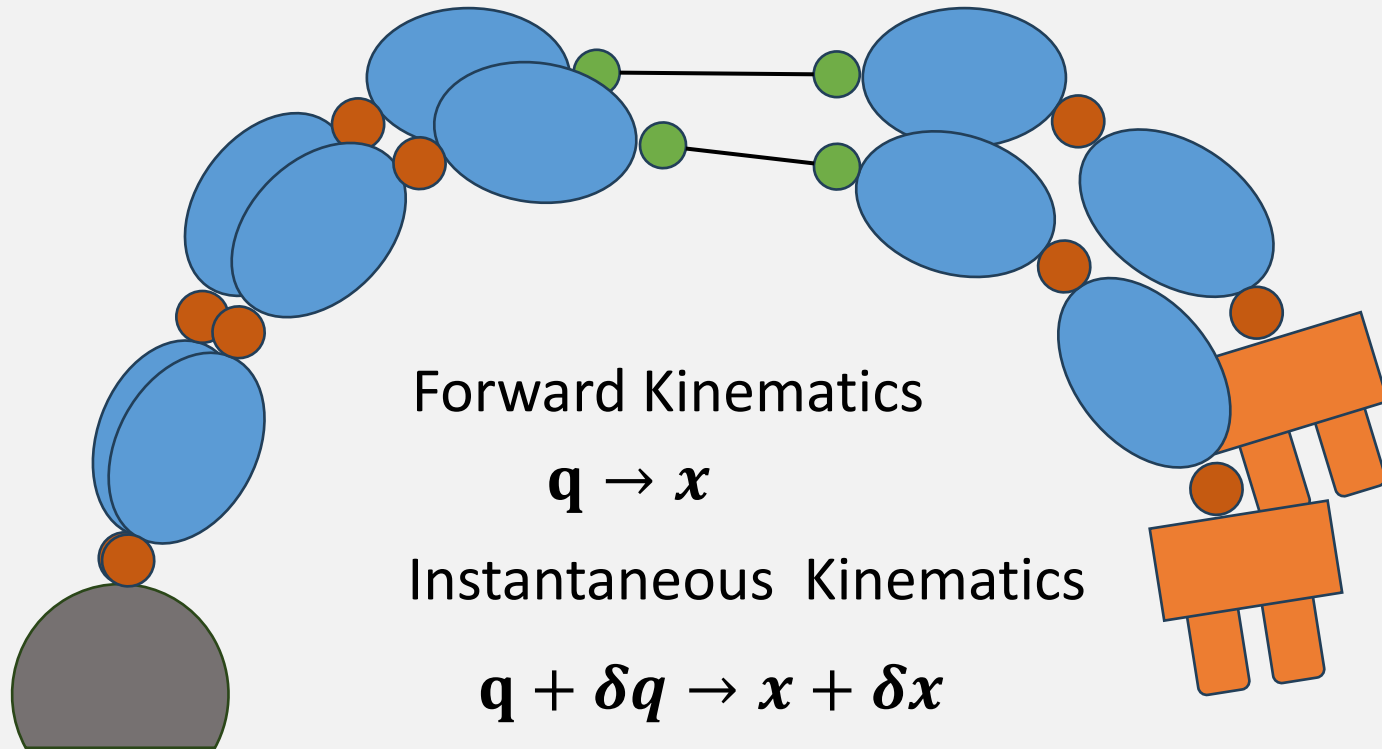 Forward Kinematics
q → x
Instantaneous Kinematics
q + δq → x + δx